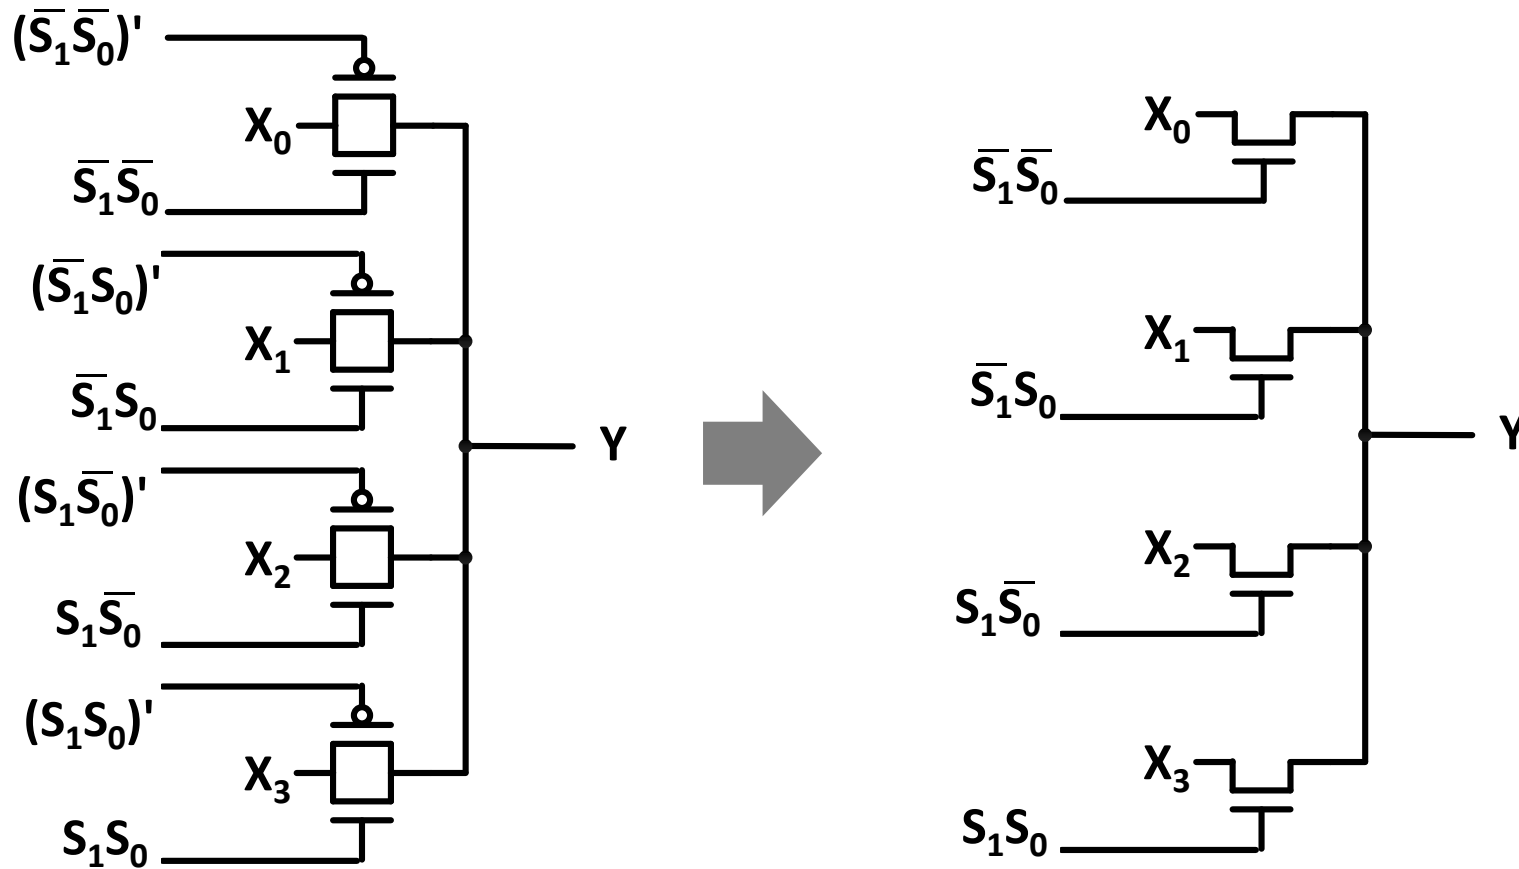 (S̅₁S̅₀)'
X₀
S̅₁S̅₀
(S̅₁S₀)'
X₁
S̅₁S₀
(S₁S̅₀)'
X₂
S₁S̅₀
(S₁S₀)'
X₃
S₁S₀
Y
X₀
S̅₁S̅₀
X₁
S̅₁S₀
X₂
S₁S̅₀
X₃
S₁S₀
Y